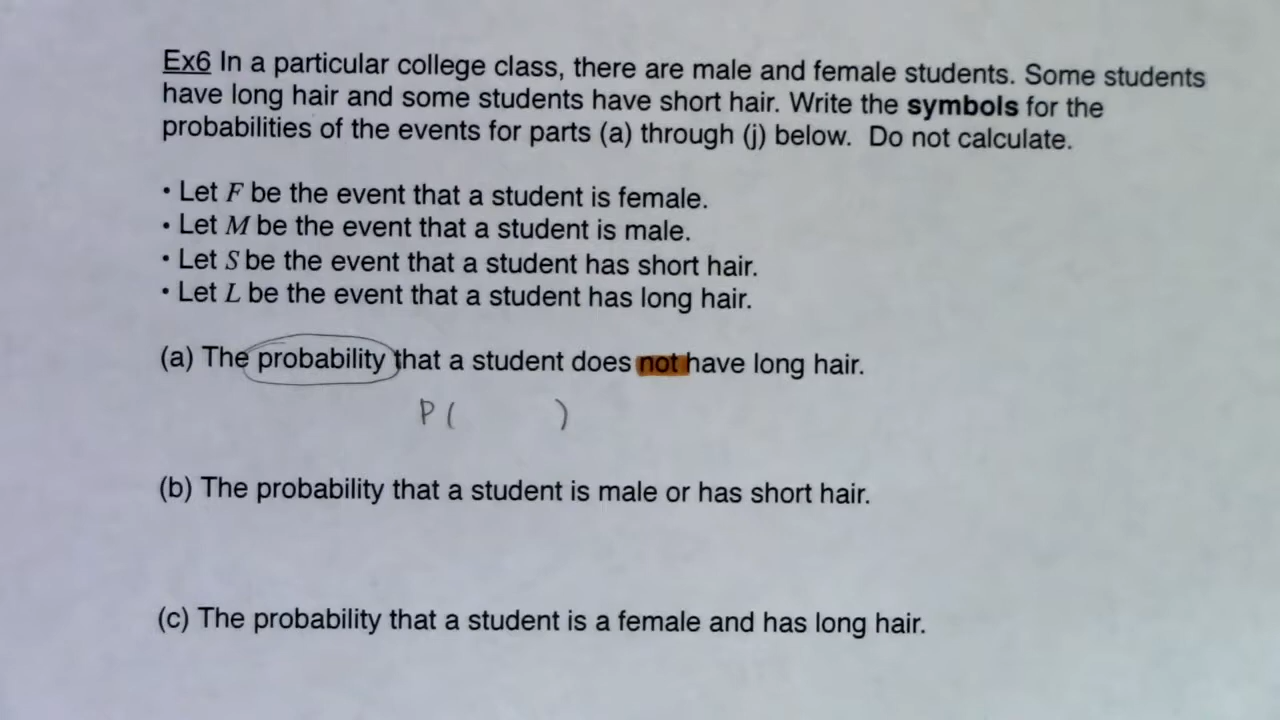 Ex6 In a particular college class, there are male and female students. Some students
have long hair and some students have short hair. Write the symbols for the
probabilities of the events for parts (a) through (j) below. Do not calculate.
• Let F be the event that a student is female.
• Let M be the event that a student is male.
• Let S be the event that a student has short hair.
• Let L be the event that a student has long hair.
(a) The probability that a student does not have long hair.
P( )
(b) The probability that a student is male or has short hair.
(c) The probability that a student is a female and has long hair.